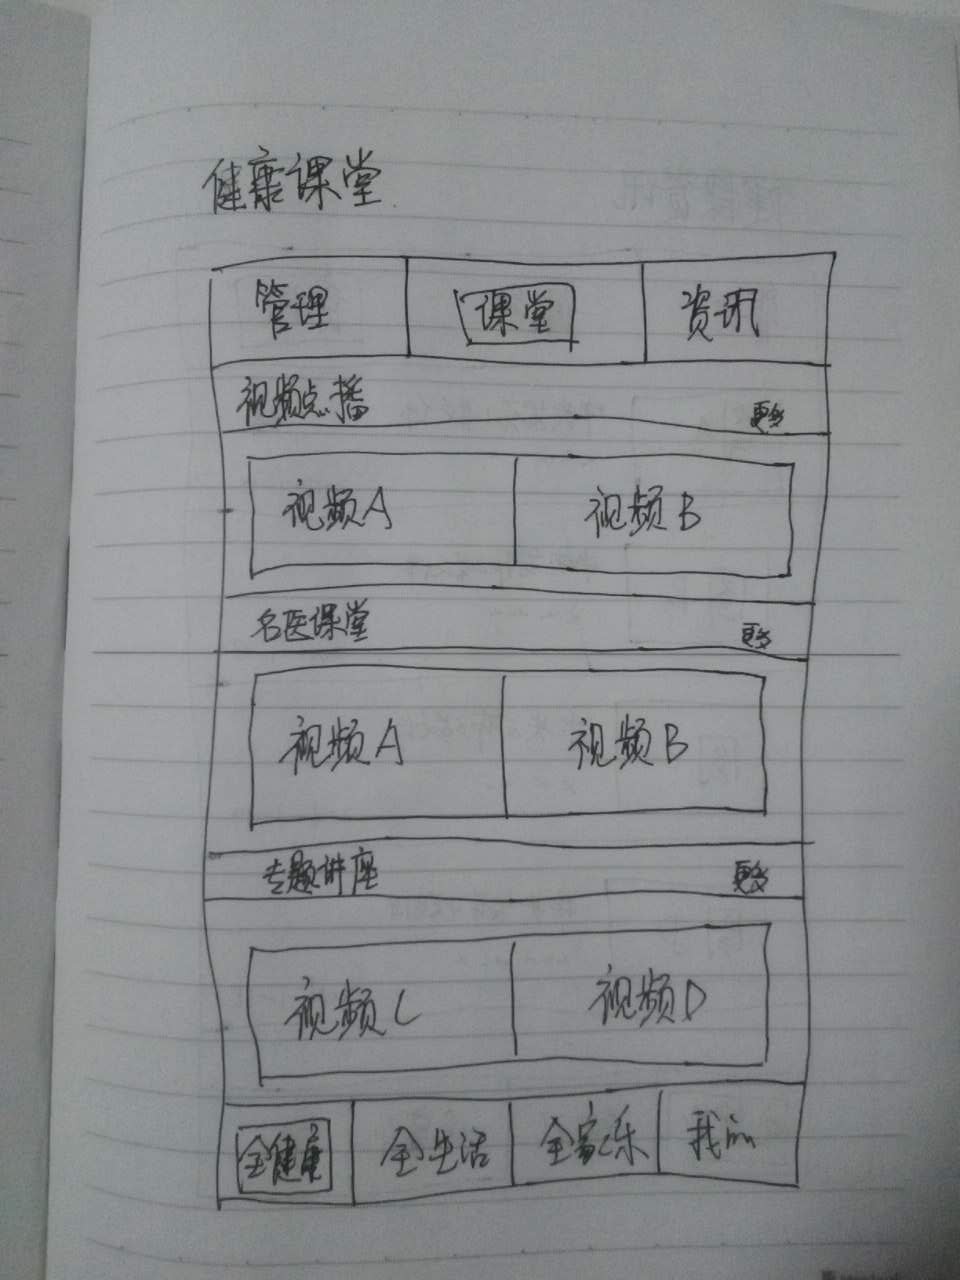 健康课堂
管理 课堂 资讯
视频点播 更多
视频A 视频B
名医课堂 更多
视频A 视频B
专题讲座 更多
视频C 视频D
全健康 全生活 全家乐 我的